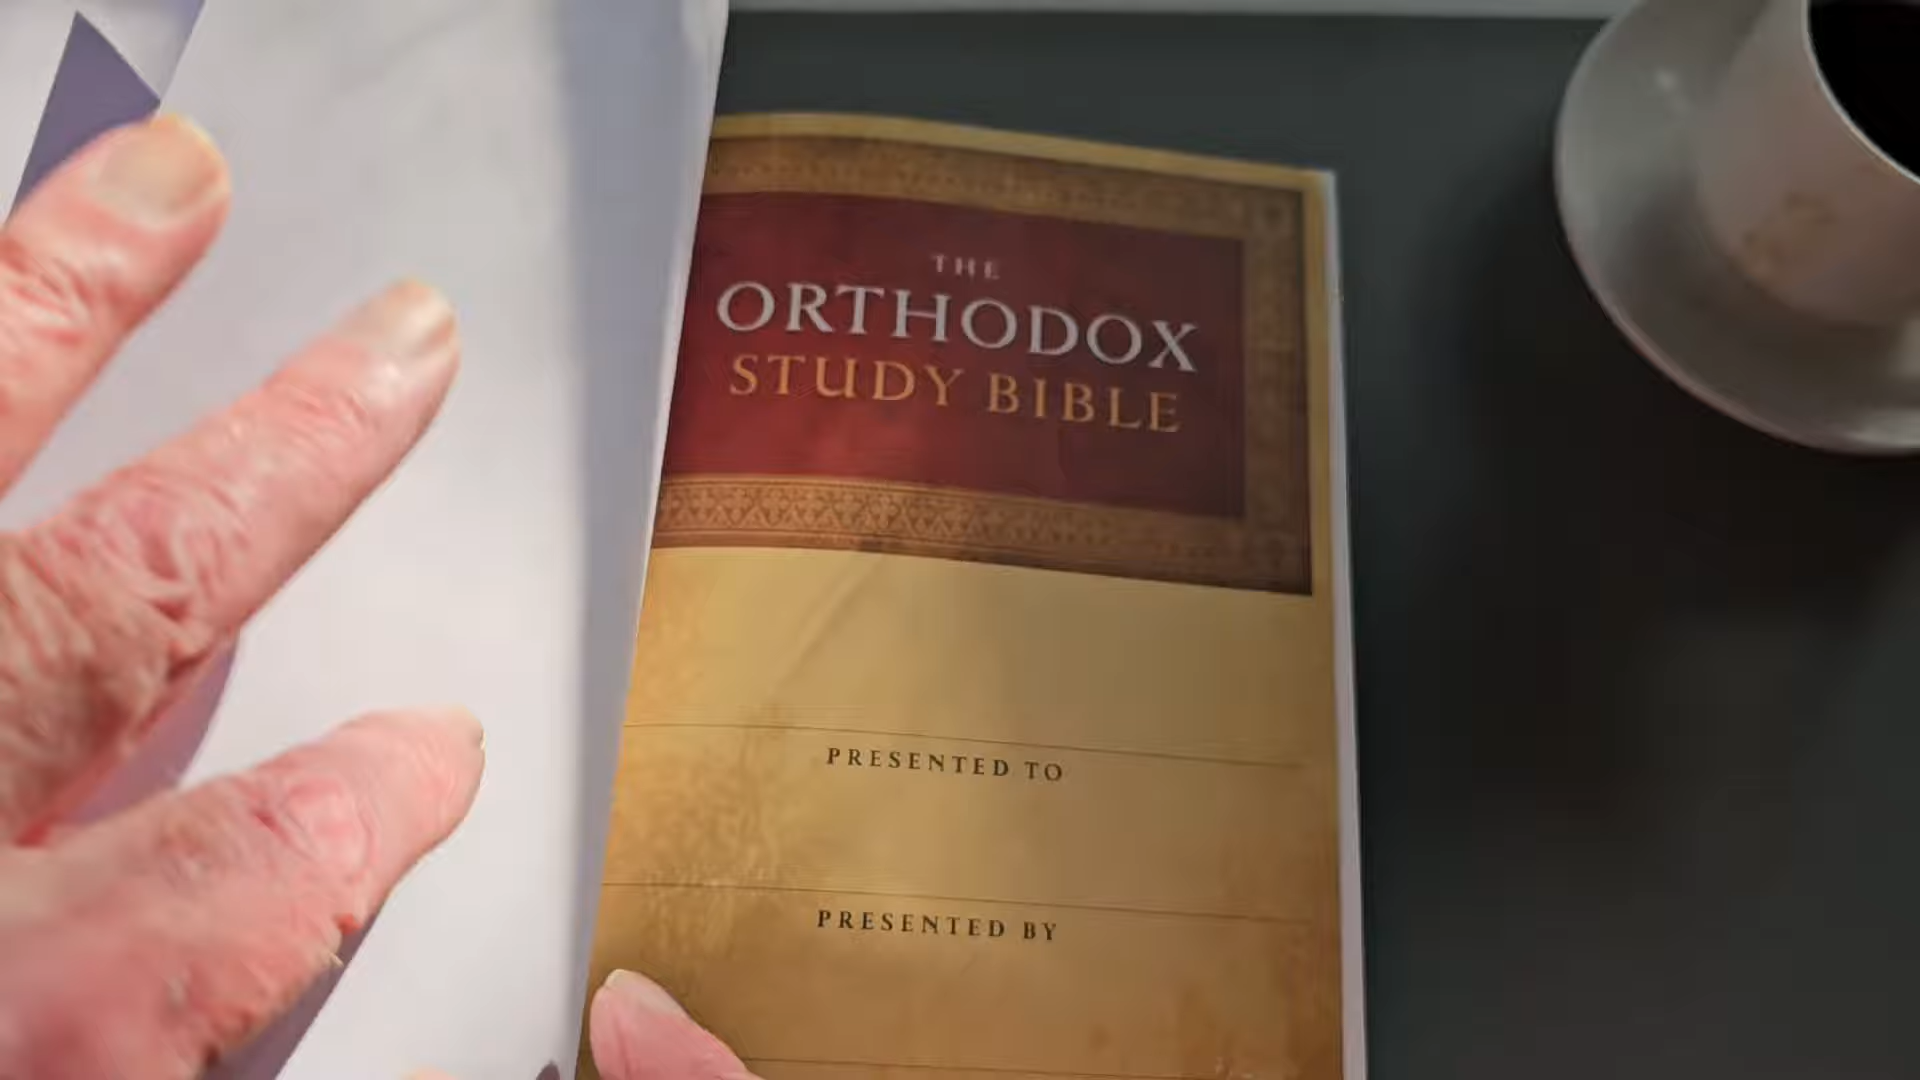 THE
ORTHODOX
STUDY BIBLE
PRESENTED TO
PRESENTED BY